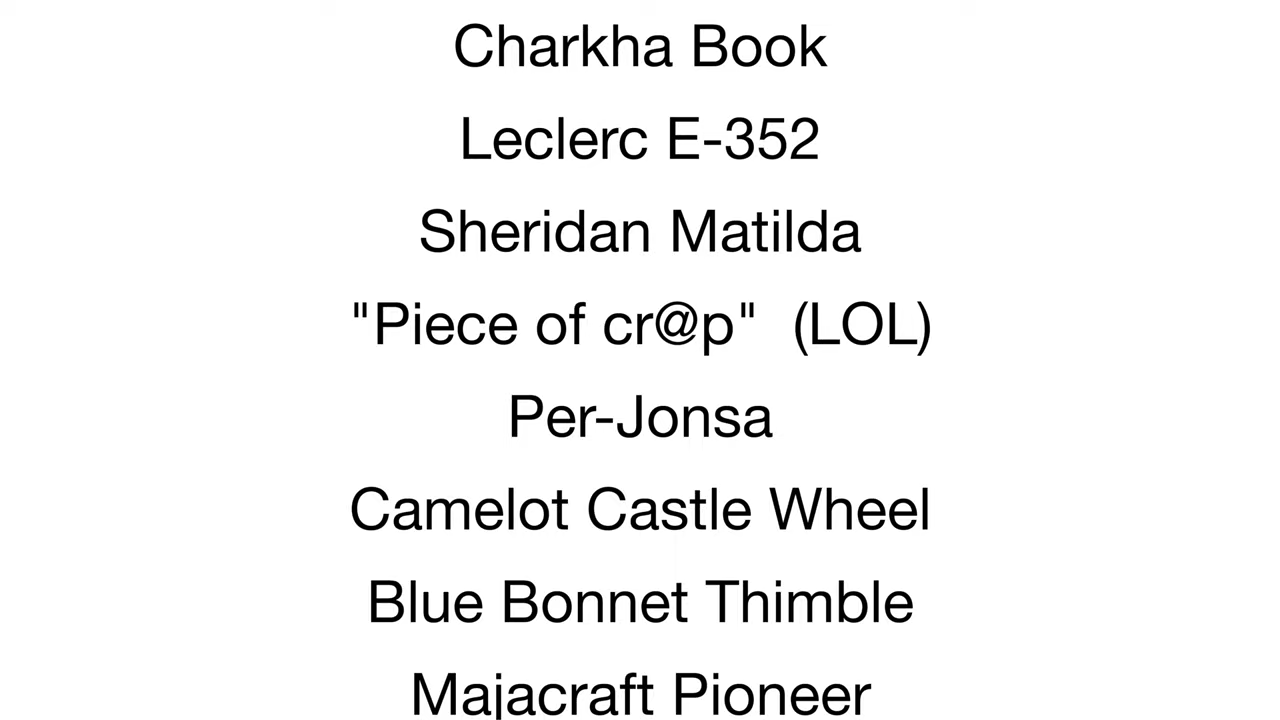 Charkha Book
Leclerc E-352
Sheridan Matilda
"Piece of cr@p"  (LOL)
Per-Jonsa
Camelot Castle Wheel
Blue Bonnet Thimble
Majacraft Pioneer